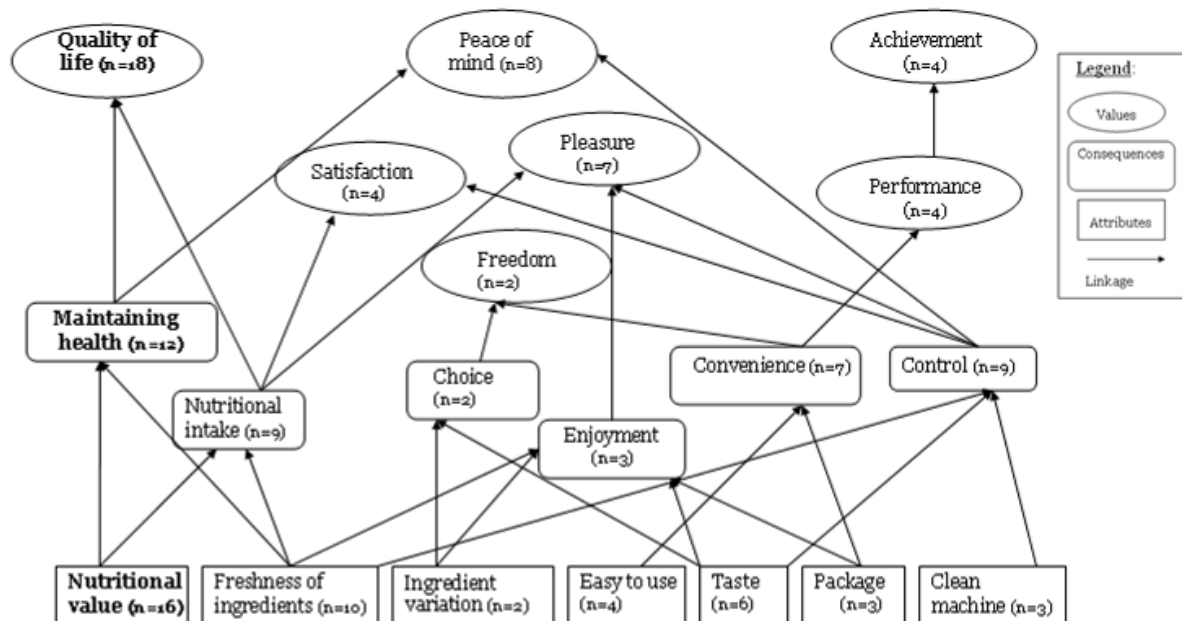 Quality of
life (n=18)
Peace of
mind (n=8)
Achievement
(n=4)
Legend:
Values
Consequences
Attributes
Linkage
Pleasure
(n=7)
Satisfaction
(n=4)
Performance
(n=4)
Freedom
(n=2)
Maintaining
health (n=12)
Choice
(n=2)
Convenience (n=7)
Control (n=9)
Nutritional
intake (n=9)
Enjoyment
(n=3)
Nutritional
value (n=16)
Freshness of
ingredients (n=10)
Ingredient
variation (n=2)
Easy to use
(n=4)
Taste
(n=6)
Package
(n=3)
Clean
machine (n=3)